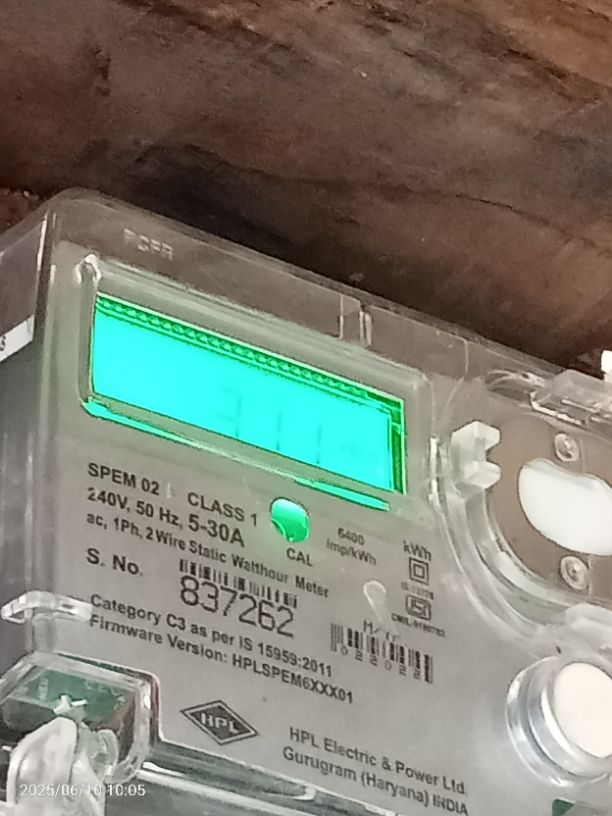 SPEM 02 CLASS 1
240V, 50 Hz, 5-30A
ac, 1Ph, 2 Wire Static Watthour Meter
CAL
6400
imp/kWh
kWh
S. No.
837262
M/Yr
022022
Category C3 as per IS 15959:2011
Firmware Version: HPLSPEM6XXX01
HPL
HPL Electric & Power Ltd.
Gurugram (Haryana) INDIA
2025/06/10 10:05